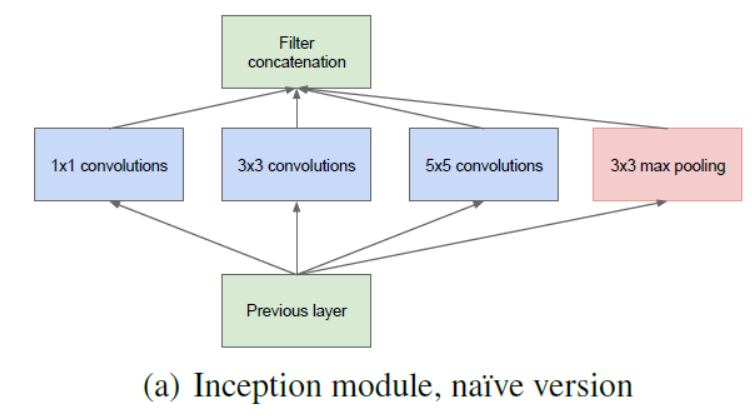 Filter
concatenation
1x1 convolutions
3x3 convolutions
5x5 convolutions
3x3 max pooling
Previous layer
(a) Inception module, naïve version